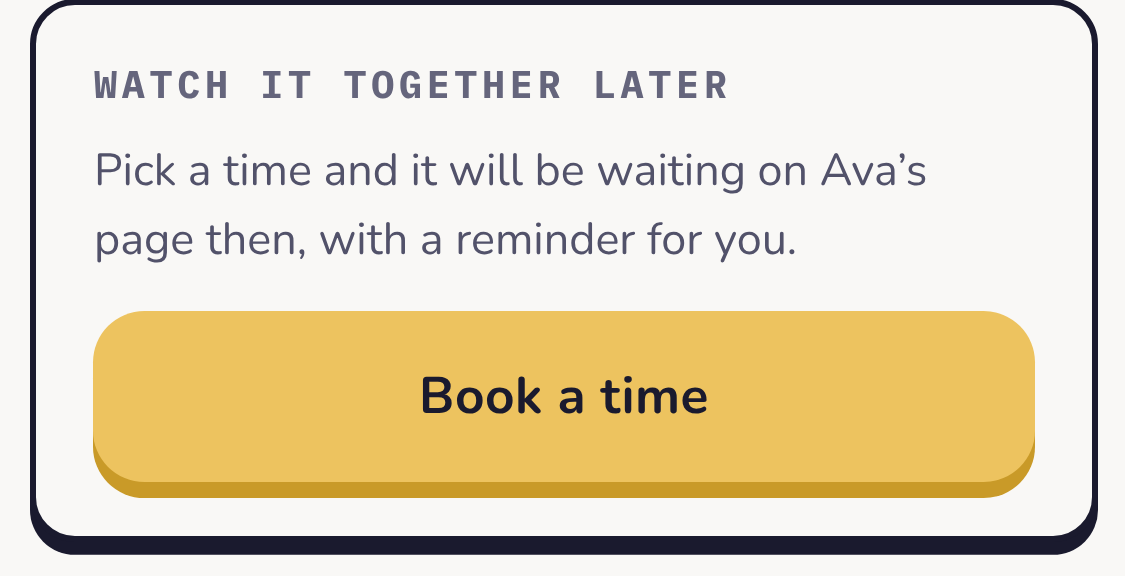 WATCH IT TOGETHER LATER
Pick a time and it will be waiting on Ava’s
page then, with a reminder for you.
Book a time